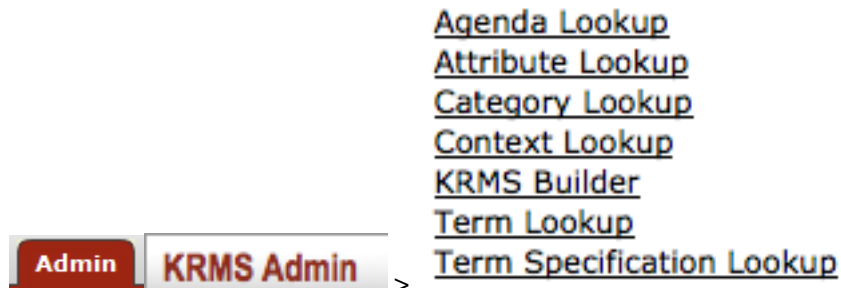 Agenda Lookup
Attribute Lookup
Category Lookup
Context Lookup
KRMS Builder
Term Lookup
Admin KRMS Admin > Term Specification Lookup